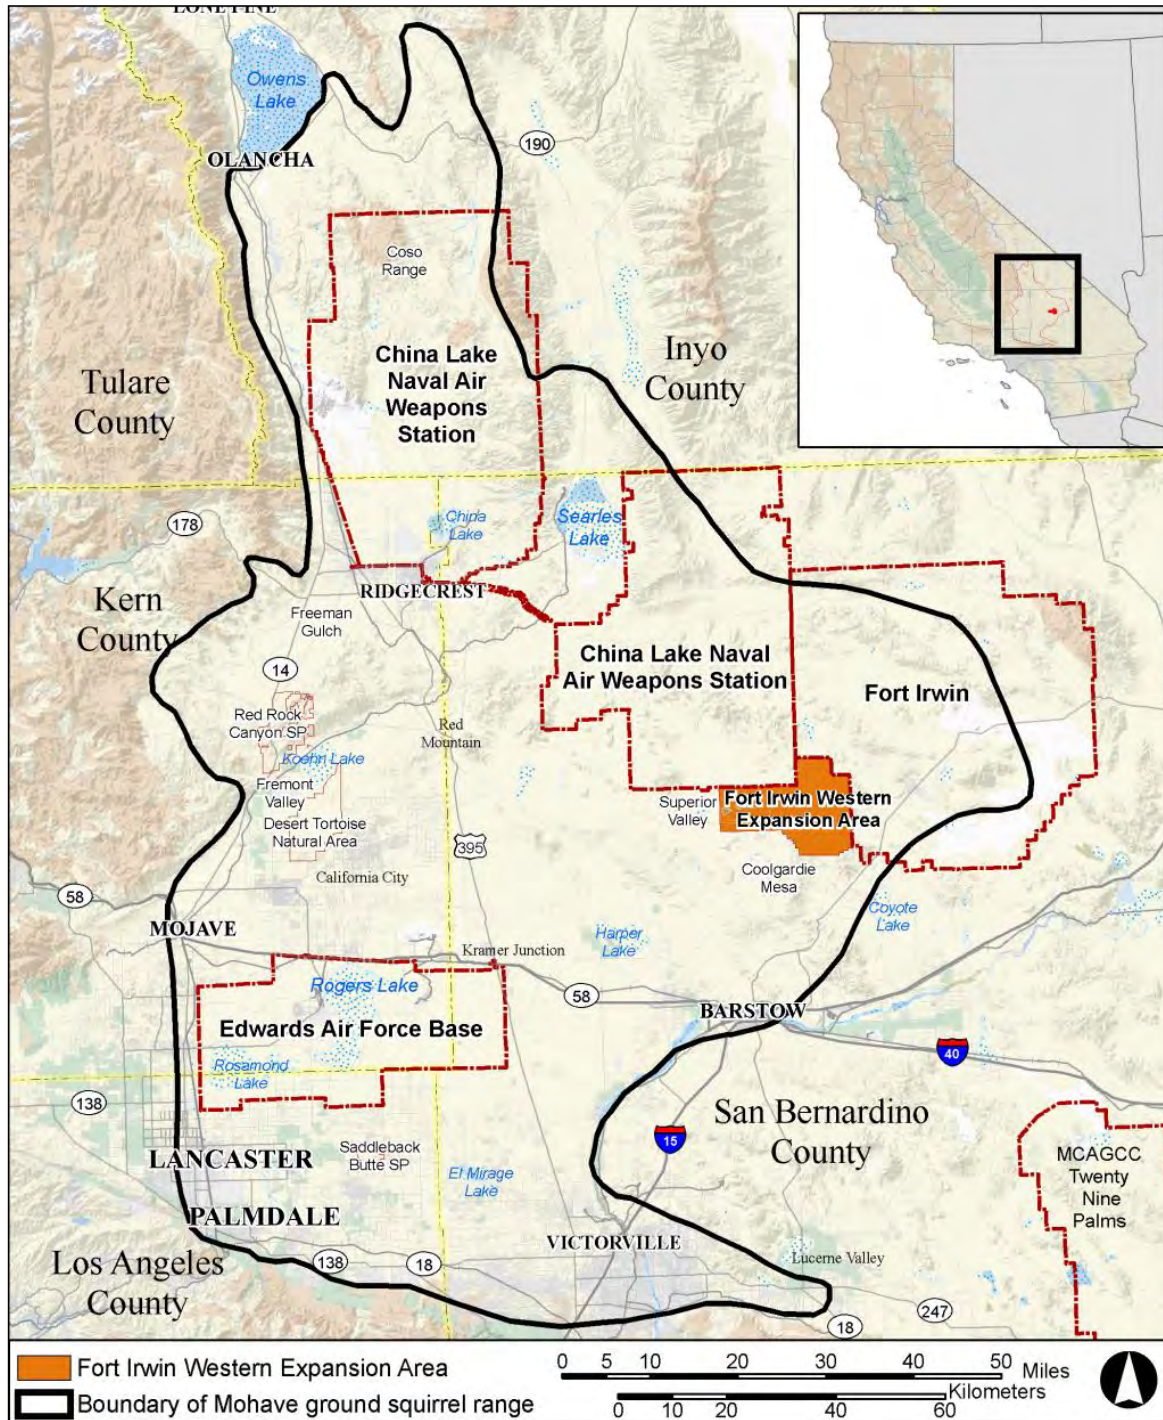 LONE PINE
Owens
Lake
OLANCHA
190
Coso
Range
China Lake
Naval Air
Weapons
Station
Inyo
County
Tulare
County
178
China
Lake
Searles
Lake
RIDGECREST
Kern
County
Freeman
Gulch
14
China Lake Naval
Air Weapons Station
Fort Irwin
Red Rock
Canyon SP
Red
Mountain
Koehn Lake
Fremont
Valley
Superior
Valley
Fort Irwin Western
Expansion Area
Desert Tortoise
Natural Area
395
Coolgardie
Mesa
California City
58
Coyote
Lake
MOJAVE
Harper
Lake
Kramer Junction
Rogers Lake
58
BARSTOW
Edwards Air Force Base
40
Rosamond
Lake
138
San Bernardino
County
15
Saddleback
Butte SP
LANCASTER
El Mirage
Lake
MCAGCC
Twenty
Nine
Palms
PALMDALE
VICTORVILLE
Lucerne Valley
Los Angeles
County
138
18
247
18
Fort Irwin Western Expansion Area
Boundary of Mohave ground squirrel range
0 5 10 20 30 40 50 Miles
Kilometers
0 10 20 40 60